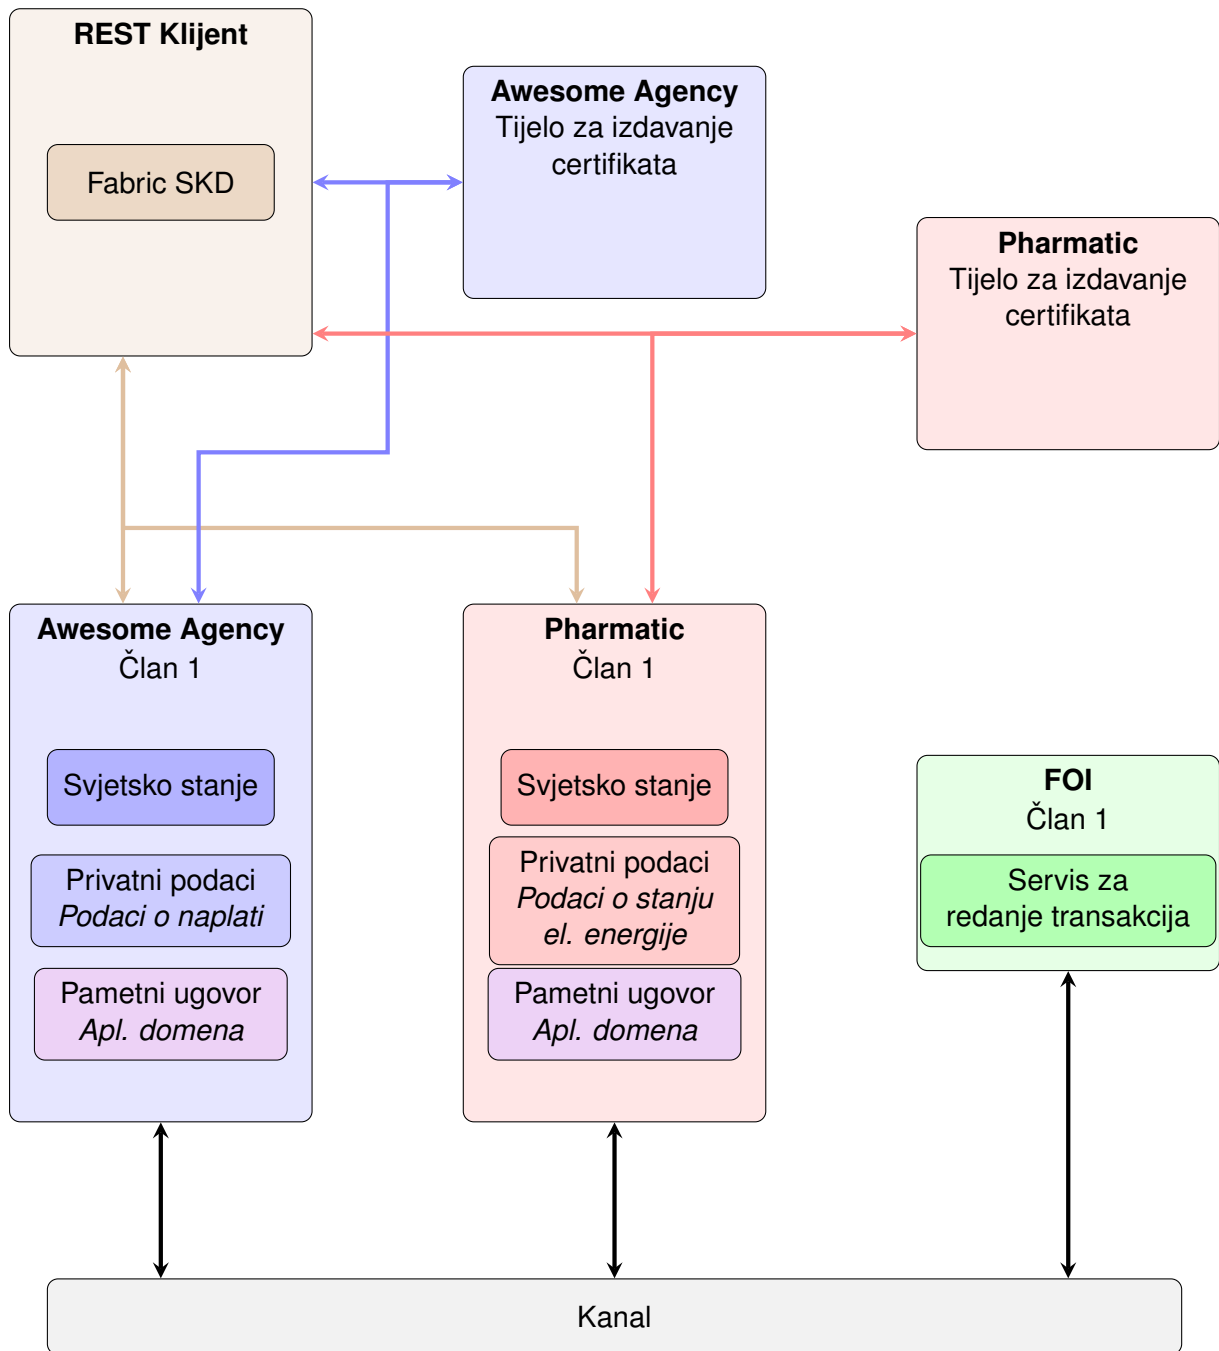 REST Klijent
Fabric SKD
Awesome Agency
Tijelo za izdavanje
certifikata
Pharmatic
Tijelo za izdavanje
certifikata
Awesome Agency
Član 1
Svjetsko stanje
Privatni podaci
Podaci o naplati
Pametni ugovor
Apl. domena
Pharmatic
Član 1
Svjetsko stanje
Privatni podaci
Podaci o stanju
el. energije
Pametni ugovor
Apl. domena
FOI
Član 1
Servis za
redanje transakcija
Kanal